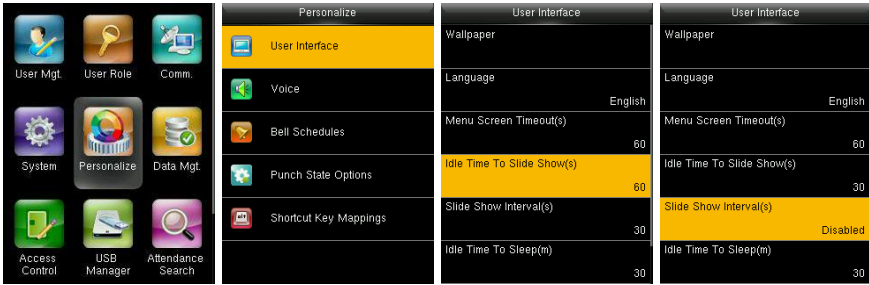 User Mgt.
User Role
Comm.
System
Personalize
Data Mgt.
Access
Control
USB
Manager
Attendance
Search
Personalize
User Interface
Voice
Bell Schedules
Punch State Options
Shortcut Key Mappings
User Interface
Wallpaper
Language
English
Menu Screen Timeout(s)
60
Idle Time To Slide Show(s)
60
Slide Show Interval(s)
30
Idle Time To Sleep(m)
30
User Interface
Wallpaper
Language
English
Menu Screen Timeout(s)
60
Idle Time To Slide Show(s)
30
Slide Show Interval(s)
Disabled
Idle Time To Sleep(m)
30